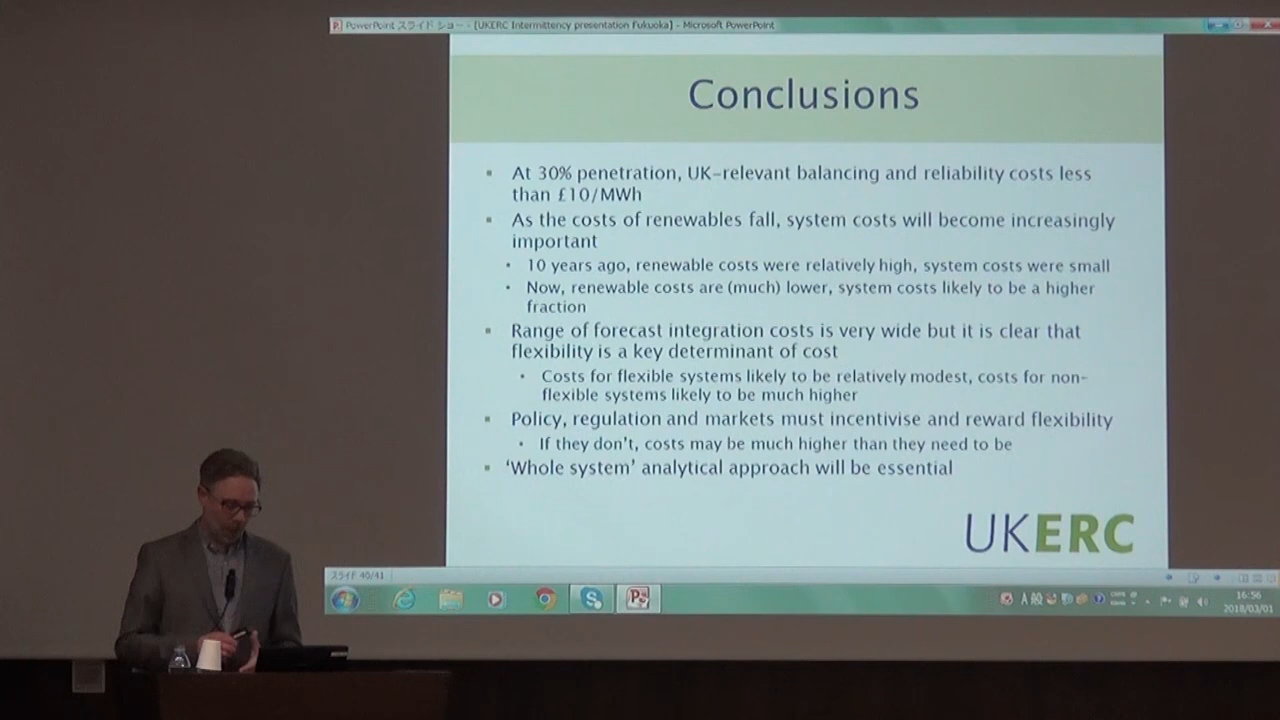 PowerPoint スライド ショー - [UKERC Intermittency presentation Fukuoka] - Microsoft PowerPoint
Conclusions
At 30% penetration, UK-relevant balancing and reliability costs less
than £10/MWh
As the costs of renewables fall, system costs will become increasingly
important
10 years ago, renewable costs were relatively high, system costs were small
Now, renewable costs are (much) lower, system costs likely to be a higher
fraction
Range of forecast integration costs is very wide but it is clear that
flexibility is a key determinant of cost
Costs for flexible systems likely to be relatively modest, costs for non-
flexible systems likely to be much higher
Policy, regulation and markets must incentivise and reward flexibility
If they don't, costs may be much higher than they need to be
'Whole system' analytical approach will be essential
UKERC
スライド 40/41
A 般
16:56
2018/03/01